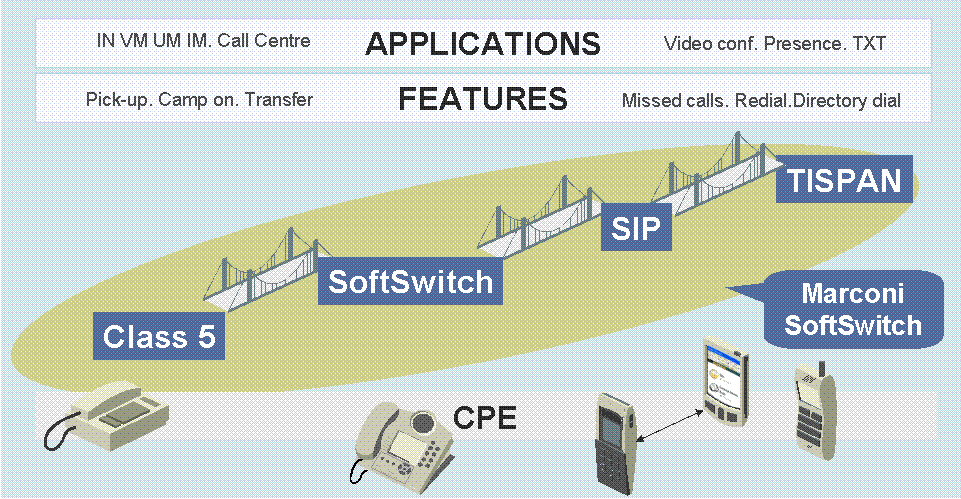 IN VM UM IM. Call Centre
APPLICATIONS
Video conf. Presence. TXT
Pick-up. Camp on. Transfer
FEATURES
Missed calls. Redial.Directory dial
TISPAN
SIP
SoftSwitch
Marconi
SoftSwitch
Class 5
CPE